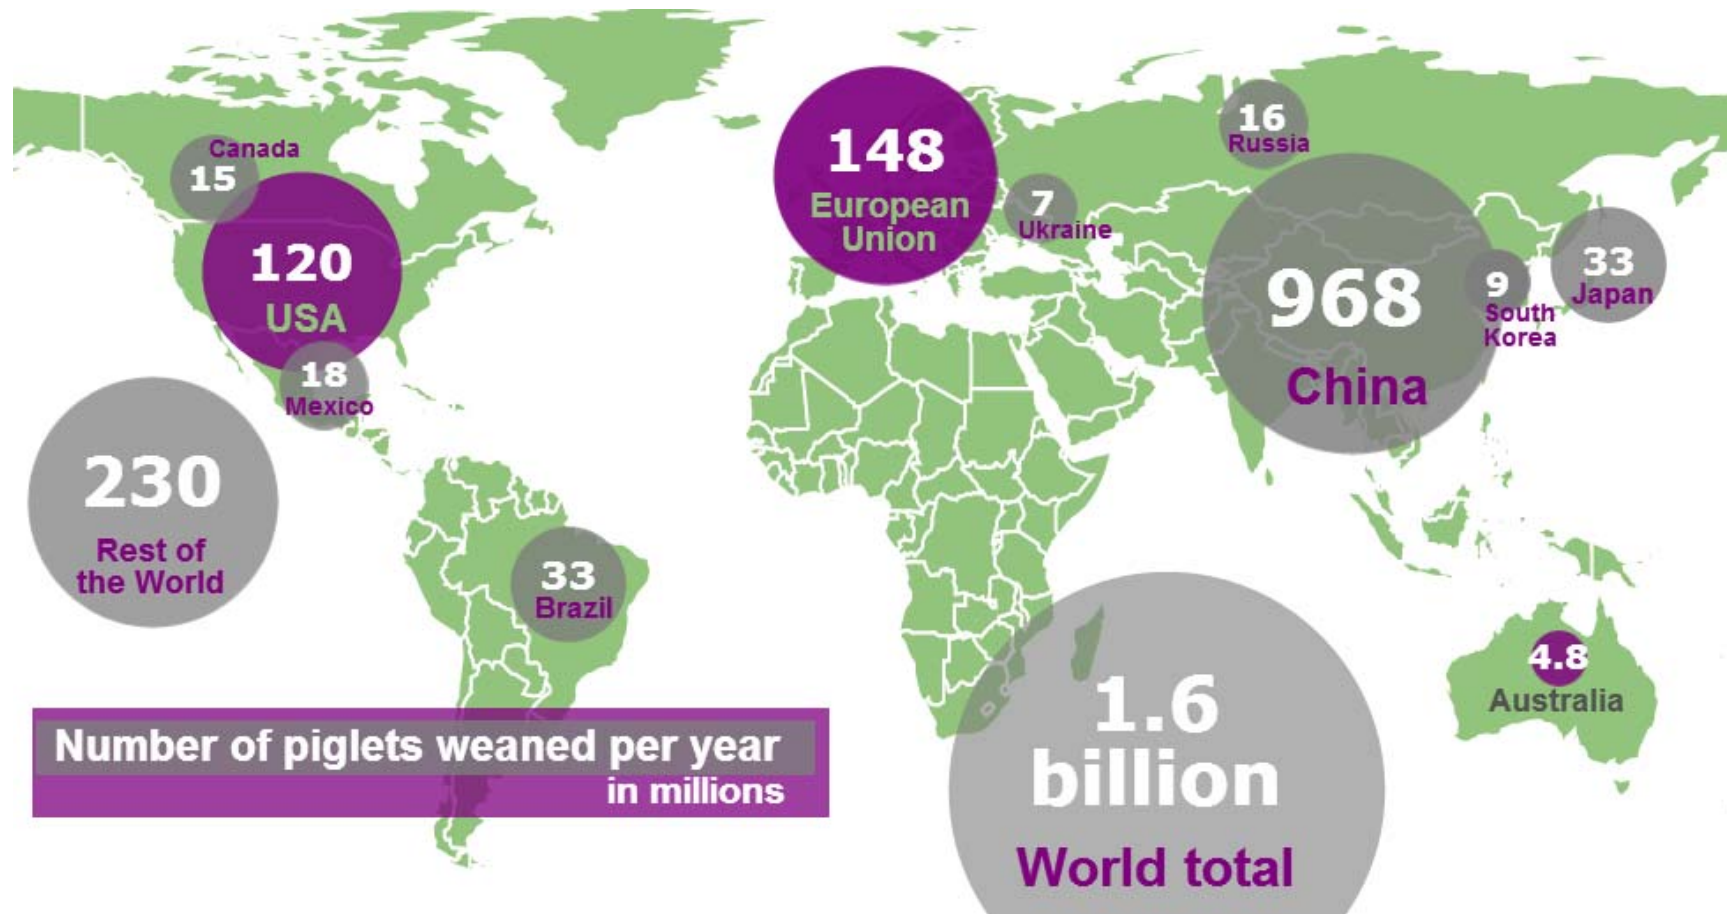 Canada
15
120
USA
18
Mexico
230
Rest of
the World
33
Brazil
148
European
Union
7
Ukraine
16
Russia
968
China
9
South
Korea
33
Japan
4.8
Australia
1.6
billion
World total
Number of piglets weaned per year
in millions